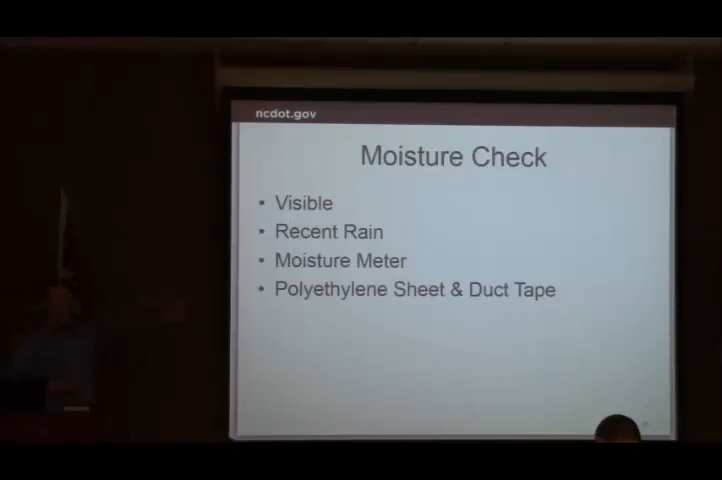 ncdot.gov
Moisture Check
• Visible
• Recent Rain
• Moisture Meter
• Polyethylene Sheet & Duct Tape